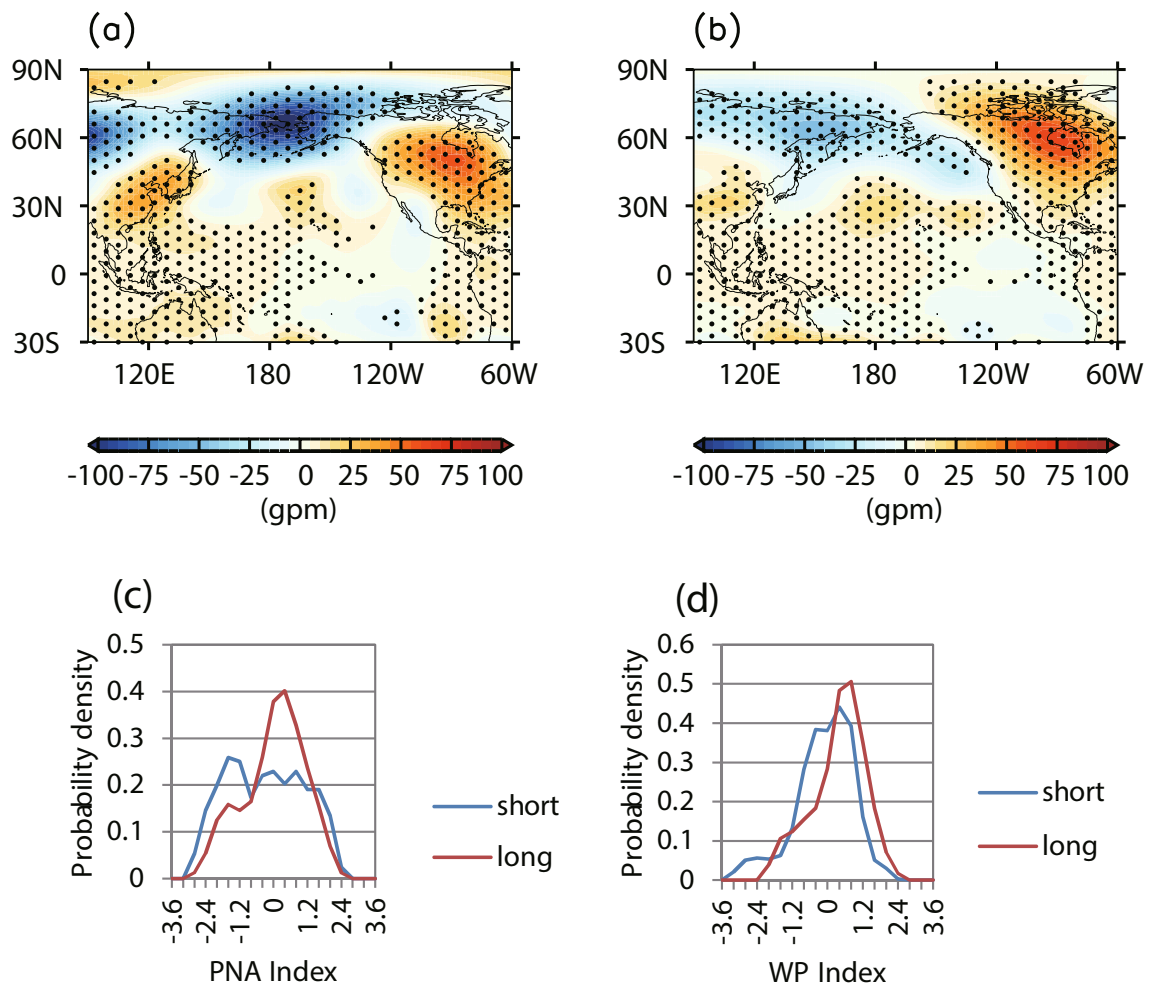 (a) (b)
90N 90N
60N 60N
30N 30N
0 0
30S 30S
120E 180 120W 60W 120E 180 120W 60W
-100 -75 -50 -25 0 25 50 75 100 -100 -75 -50 -25 0 25 50 75 100
(gpm) (gpm)
(c)
Probability density
0.5
0.4
0.3
0.2
0.1
0
-3.6 -2.4 -1.2 0 1.2 2.4 3.6
PNA Index
short
long
(d)
Probability density
0.6
0.5
0.4
0.3
0.2
0.1
0
-3.6 -2.4 -1.2 0 1.2 2.4 3.6
WP Index
short
long